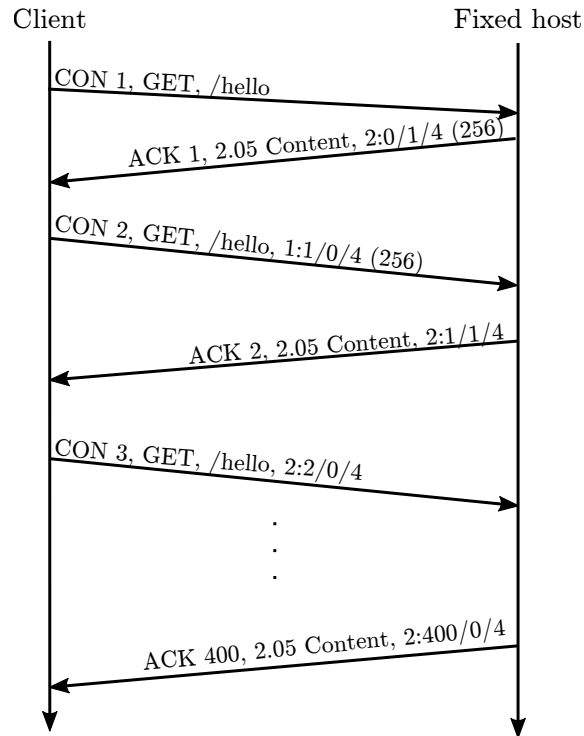 Client
Fixed host
CON 1, GET, /hello
ACK 1, 2.05 Content, 2:0/1/4 (256)
CON 2, GET, /hello, 1:1/0/4 (256)
ACK 2, 2.05 Content, 2:1/1/4
CON 3, GET, /hello, 2:2/0/4
ACK 400, 2.05 Content, 2:400/0/4